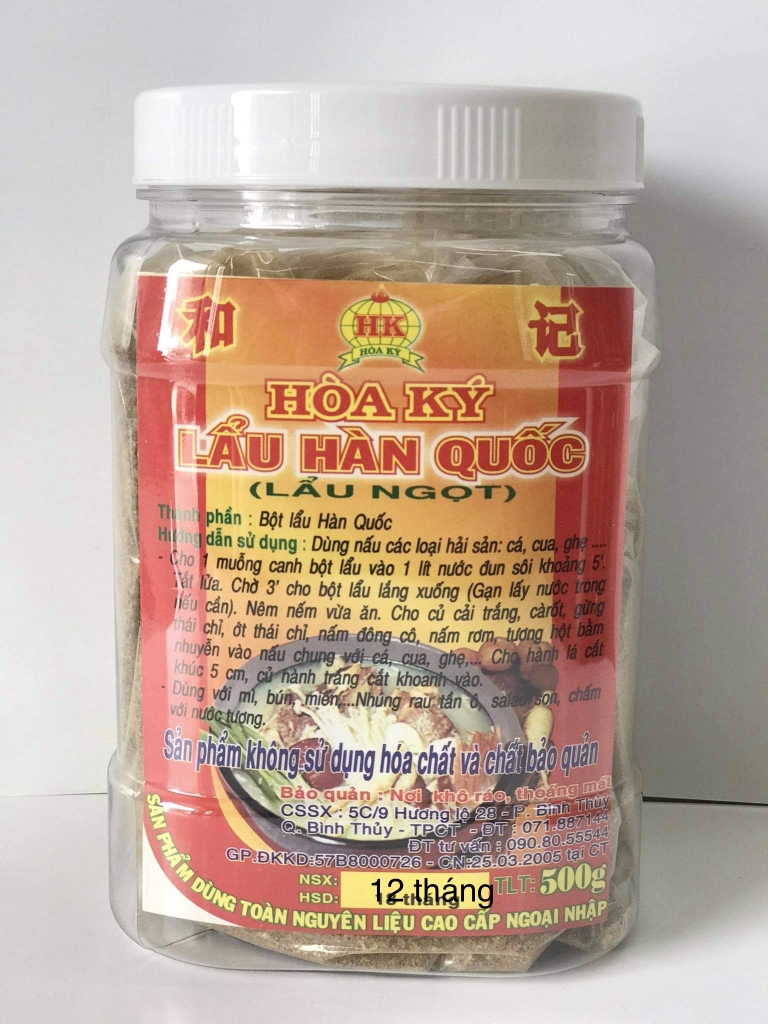 和 HK 记
HÒA KÝ
HÒA KÝ
LẨU HÀN QUỐC
(LẨU NGỌT)
Thành phần : Bột lẩu Hàn Quốc
Hướng dẫn sử dụng : Dùng nấu các loại hải sản: cá, cua, ghẹ ....
- Cho 1 muỗng canh bột lẩu vào 1 lít nước đun sôi khoảng 5'.
Tắt lửa. Chờ 3' cho bột lẩu lắng xuống (Gạn lấy nước trong
nếu cần). Nêm nếm vừa ăn. Cho củ cải trắng, càrốt, gừng
thái chỉ, ớt thái chỉ, nấm đông cô, nấm rơm, tương hột bằm
nhuyễn vào nấu chung với cá, cua, ghẹ,... Cho hành lá cắt
khúc 5 cm, củ hành trắng cắt khoanh vào.
- Dùng với mì, bún, miến,...Nhúng rau tần ô, salad son, chấm
với nước tương.
Sản phẩm không sử dụng hóa chất và chất bảo quản
Bảo quản : Nơi khô ráo, thoáng mát
CSSX : 5C/9 Hương lộ 28 - P. Bình Thủy
Q. Bình Thủy - TPCT - ĐT : 071.887144
ĐT tư vấn : 090.80.55544
GP.ĐKKD:57B8000726 - CN:25.03.2005 tại CT
NSX:
HSD: 12 tháng
TLT: 500g
SẢN PHẨM DÙNG TOÀN NGUYÊN LIỆU CAO CẤP NGOẠI NHẬP